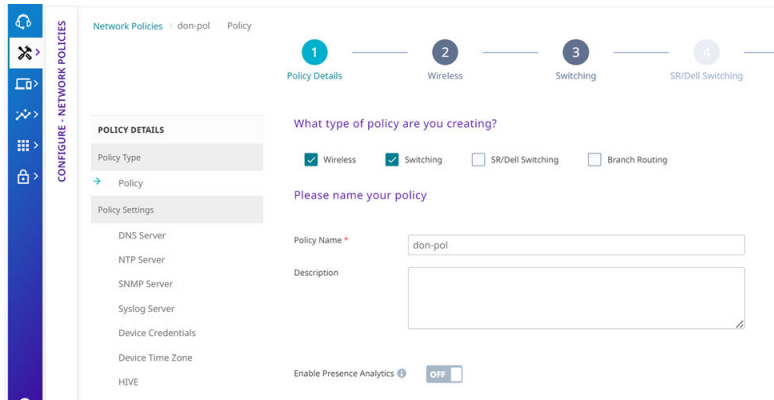 CONFIGURE - NETWORK POLICIES
Network Policies > don-pol Policy
1
2
3
4
Policy Details
Wireless
Switching
SR/Dell Switching
POLICY DETAILS
Policy Type
Policy
Policy Settings
DNS Server
NTP Server
SNMP Server
Syslog Server
Device Credentials
Device Time Zone
HIVE
What type of policy are you creating?
Wireless
Switching
SR/Dell Switching
Branch Routing
Please name your policy
Policy Name *
don-pol
Description
Enable Presence Analytics
OFF